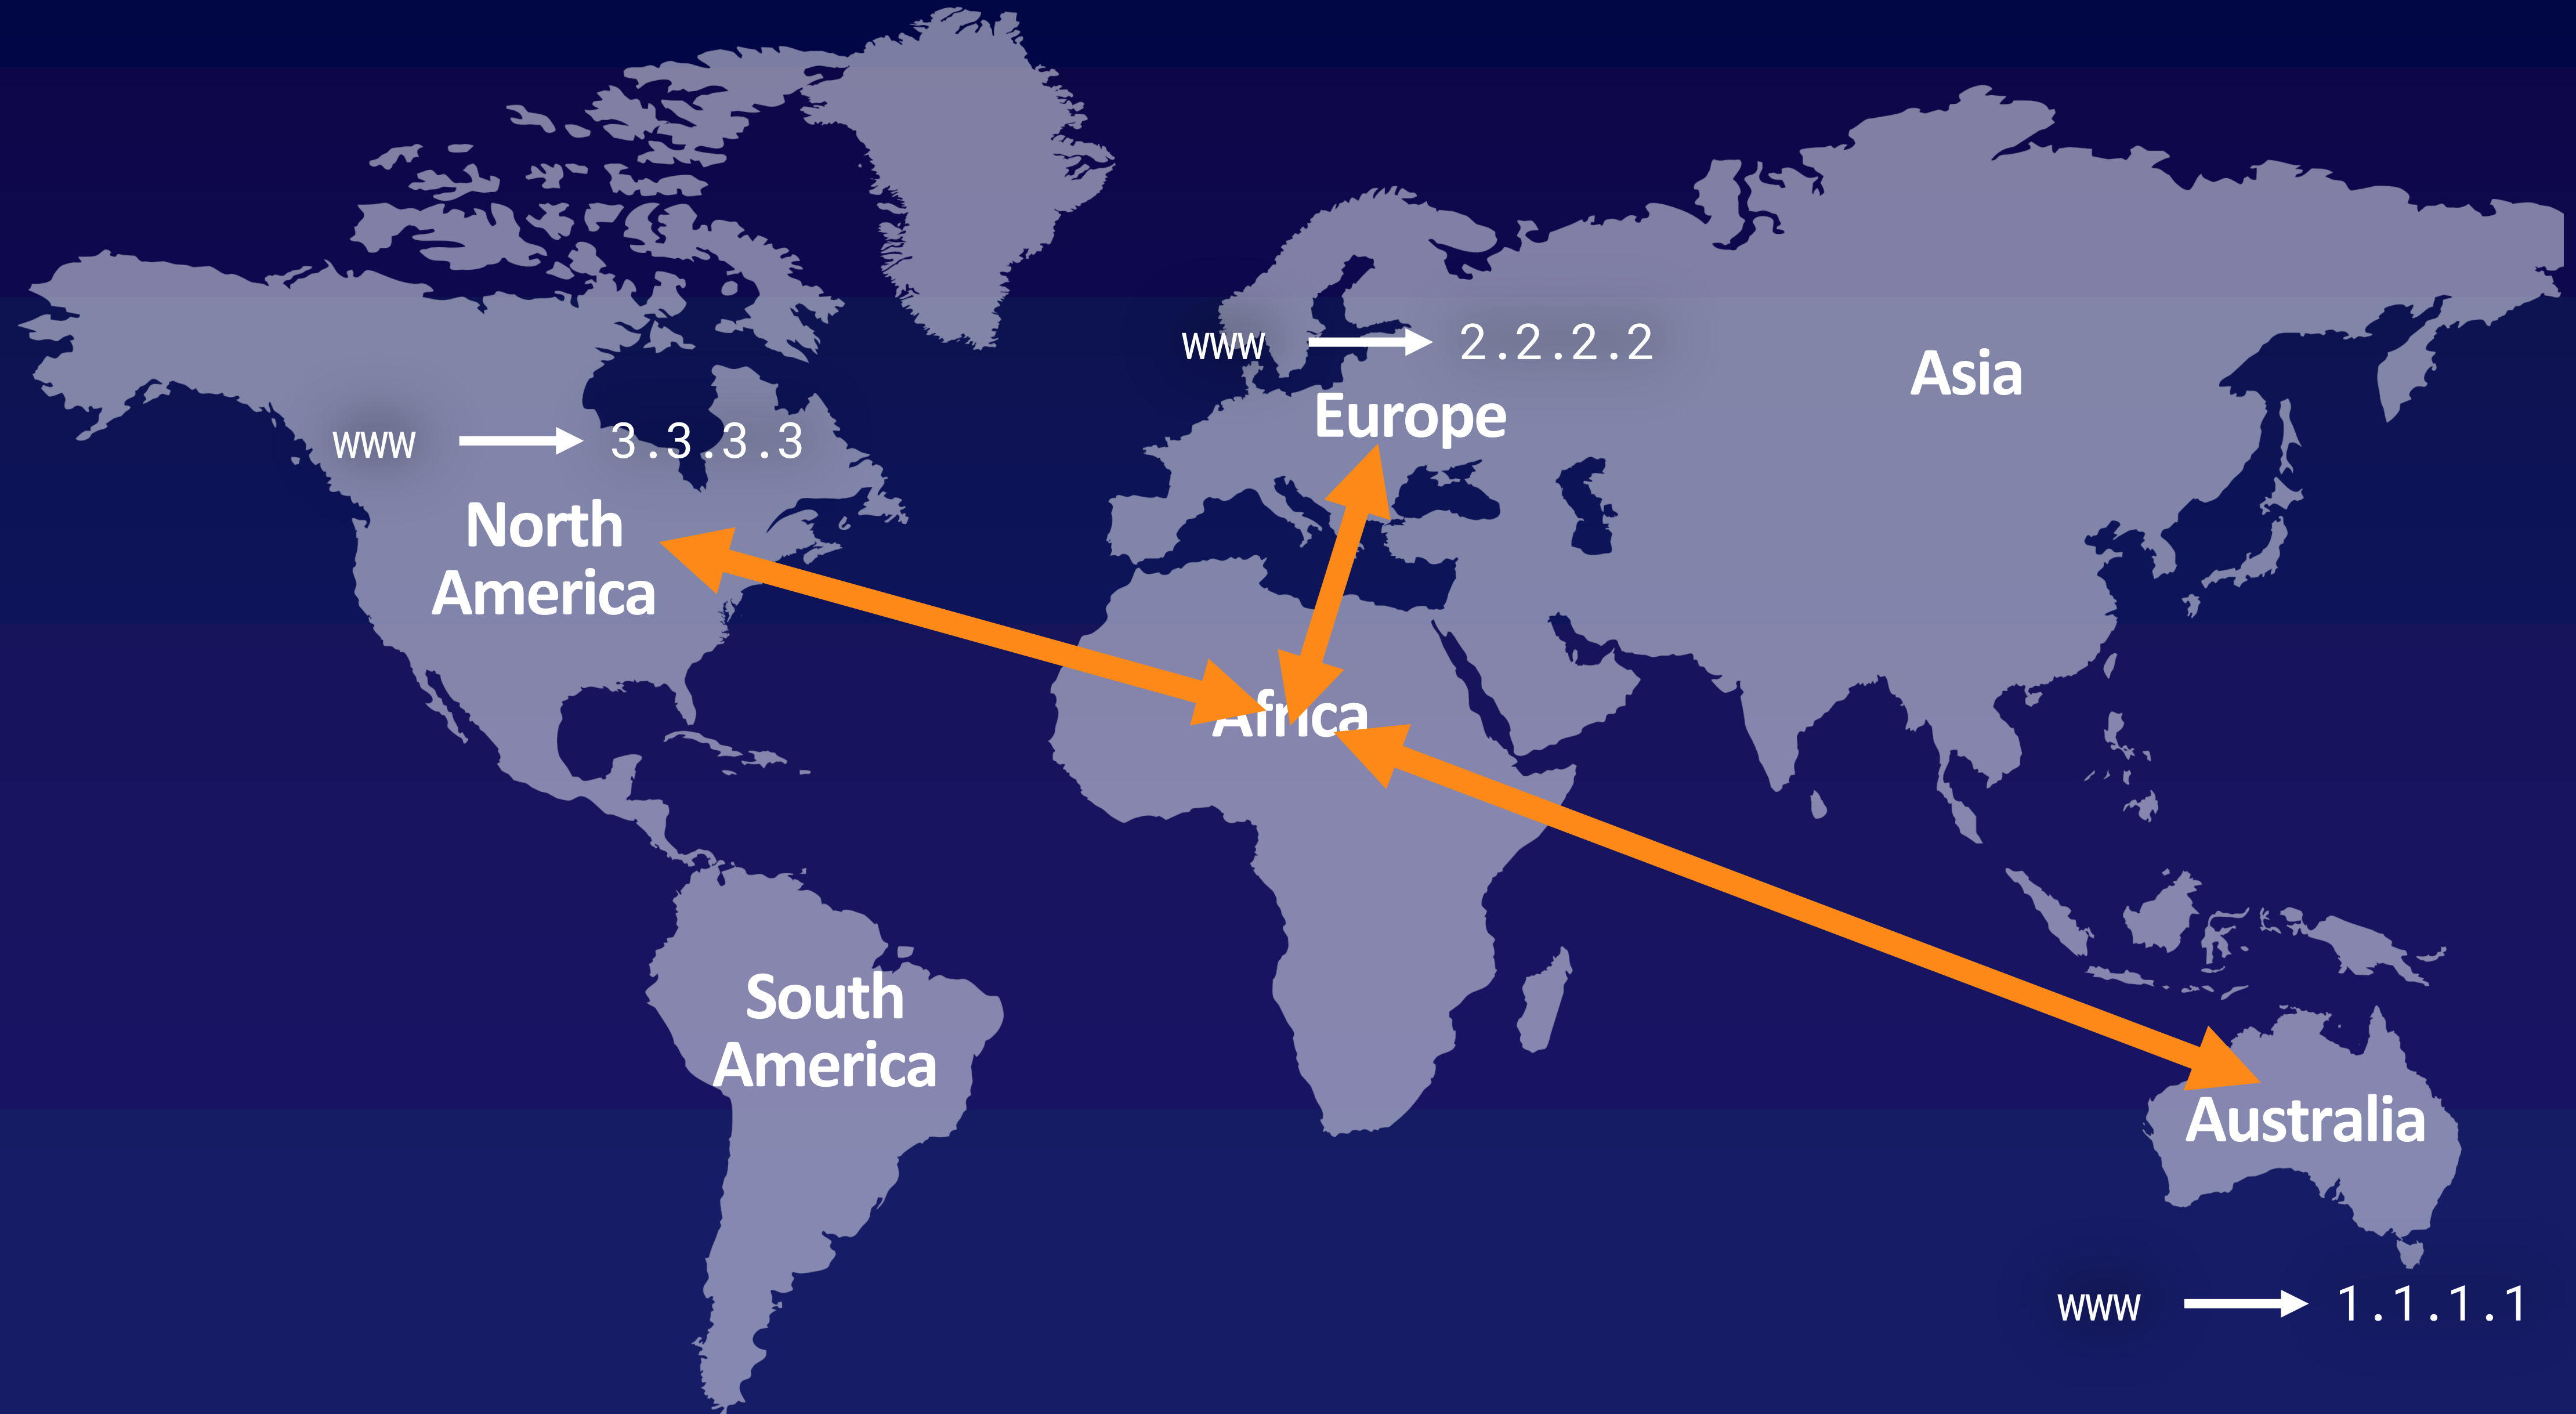 www → 2.2.2.2
Asia
Europe
www → 3.3.3.3
North
America
Africa
South
America
Australia
www → 1.1.1.1